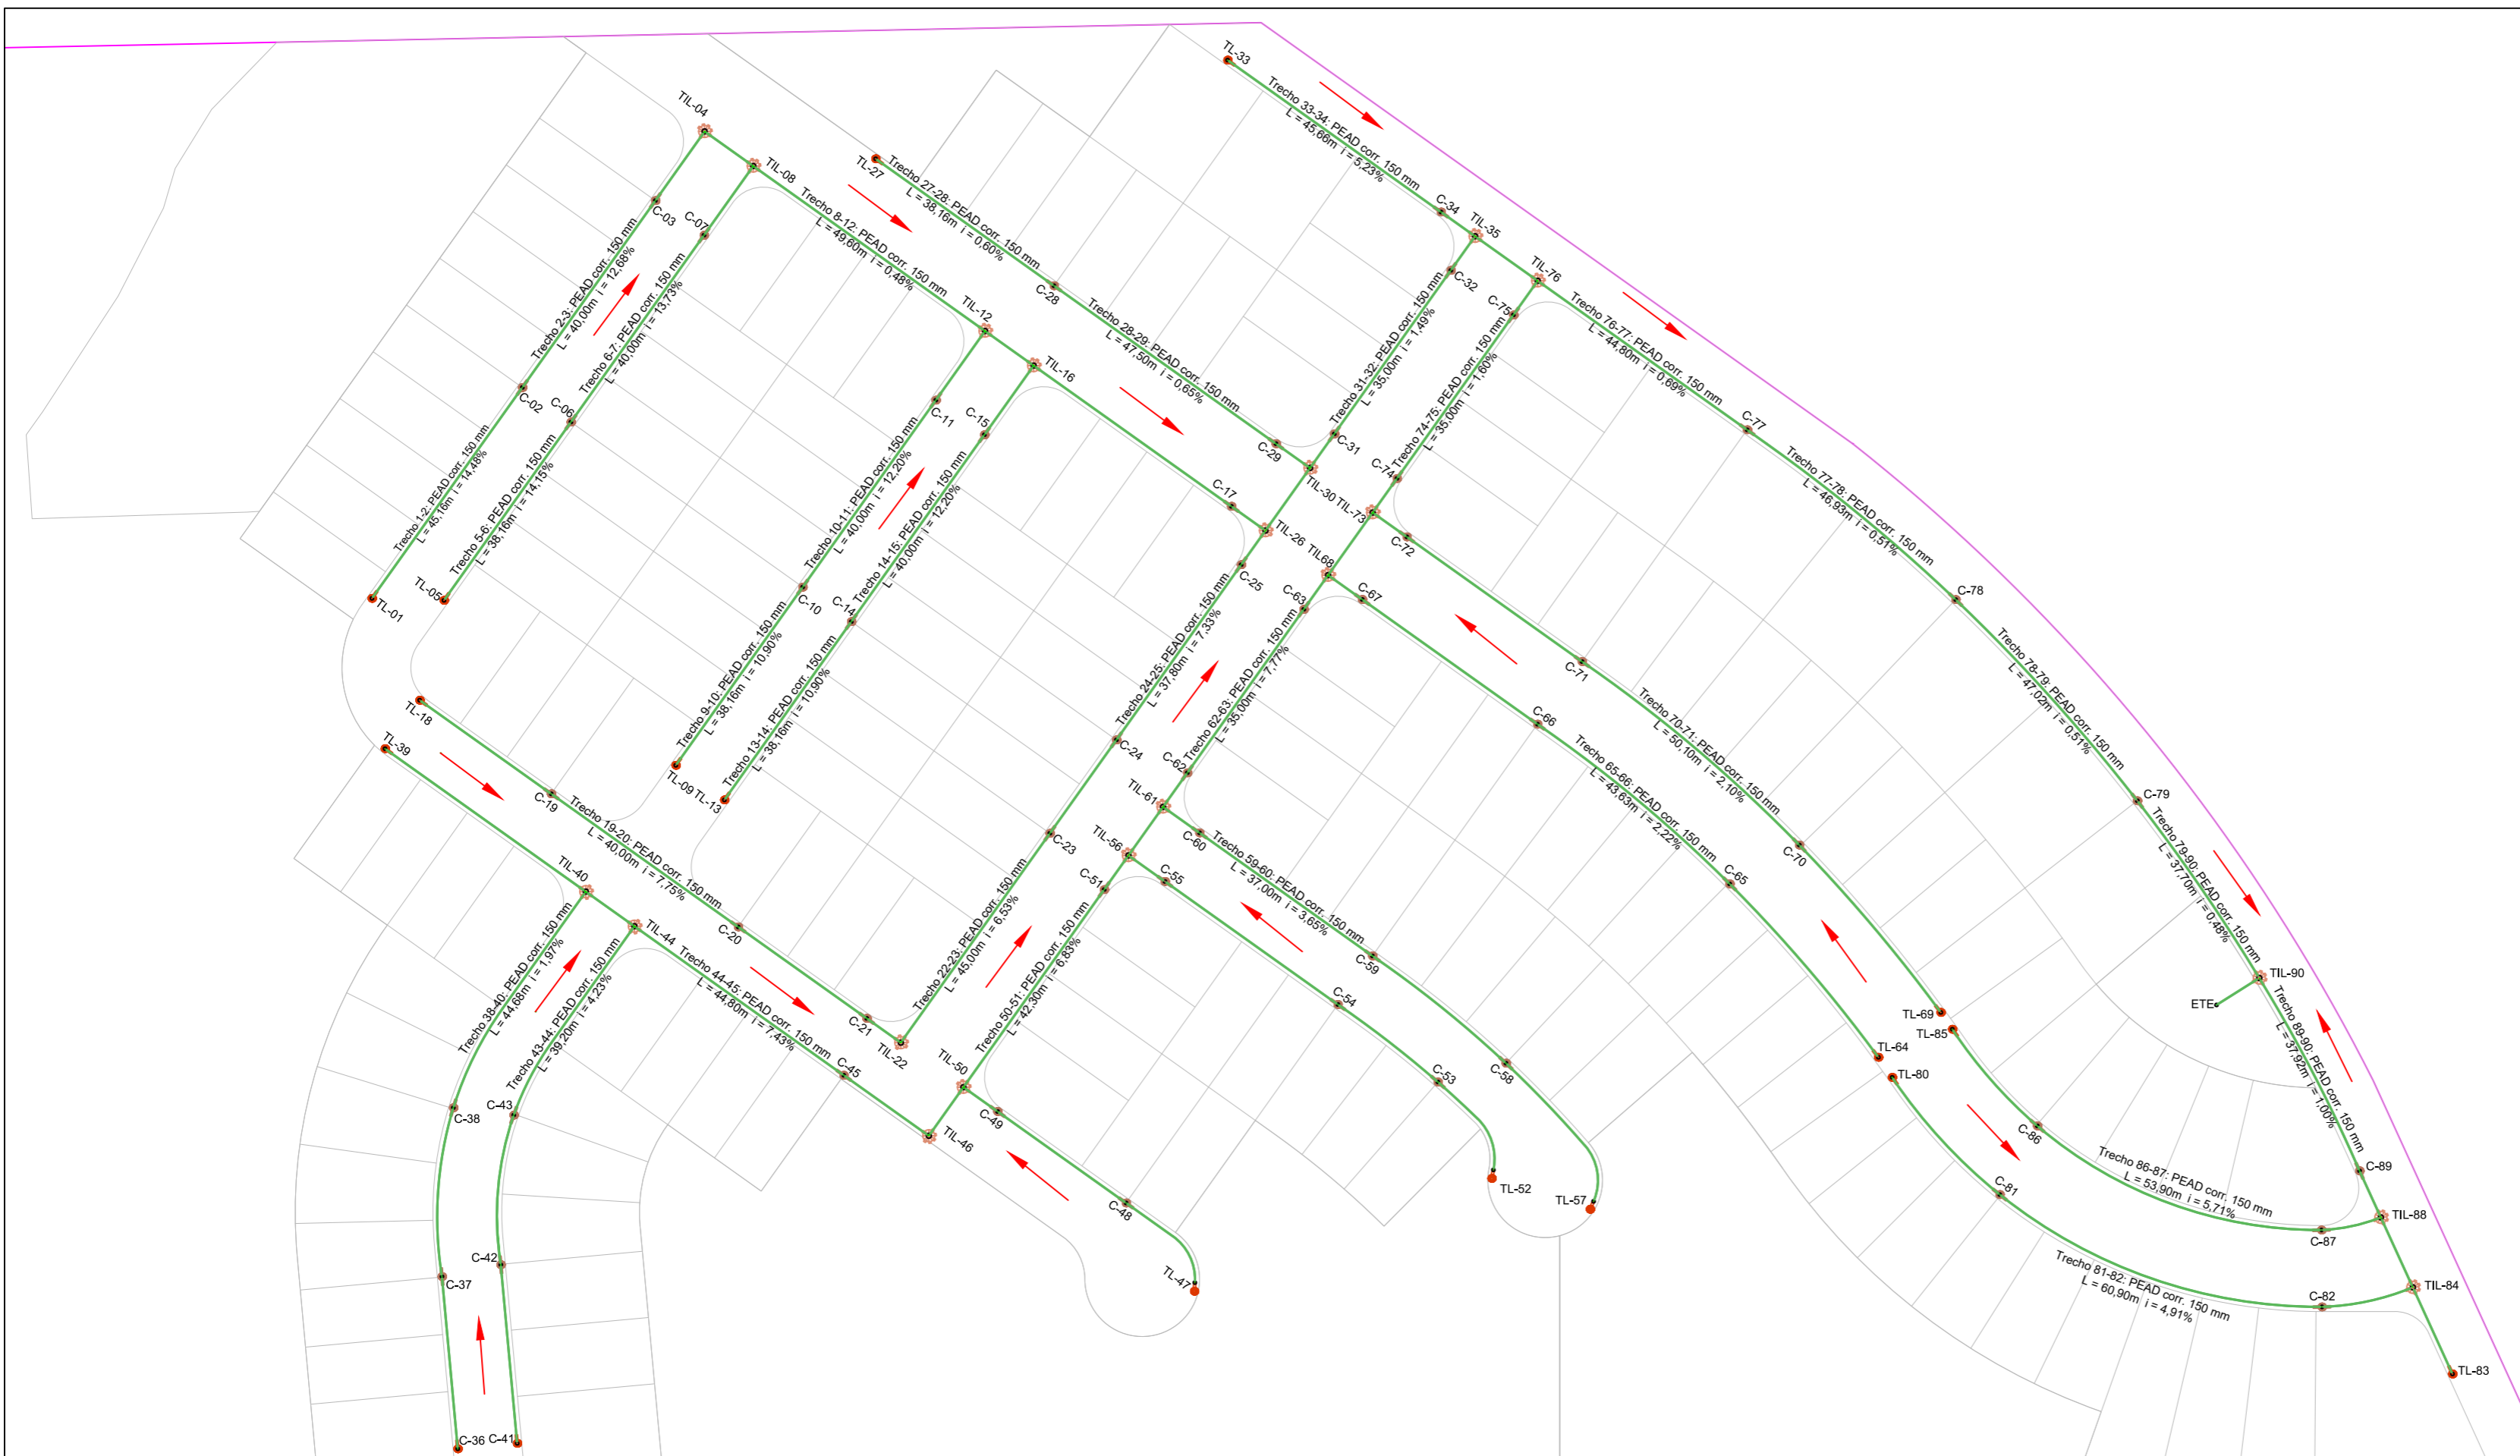 TL-33
Trecho 33-34: PEAD corr. 150 mm
L = 45,66m i = 5,23%
C-34
TIL-35
TIL-04
TIL-08
C-03
C-07
TL-27
Trecho 27-28: PEAD corr. 150 mm
L = 38,16m i = 0,60%
Trecho 8-12: PEAD corr. 150 mm
L = 49,60m i = 0,48%
Trecho 2-3: PEAD corr. 150 mm
L = 40,00m i = 12,68%
Trecho 6-7: PEAD corr. 150 mm
L = 40,00m i = 13,73%
C-28
TIL-12
Trecho 28-29: PEAD corr. 150 mm
L = 47,50m i = 0,65%
Trecho 31-32: PEAD corr. 150 mm
L = 35,00m i = 1,49%
C-32
TIL-76
C-75
Trecho 76-77: PEAD corr. 150 mm
L = 44,80m i = 0,69%
Trecho 74-75: PEAD corr. 150 mm
L = 35,00m i = 1,60%
TIL-16
C-02
C-06
C-11
C-15
C-29
C-31
C-77
Trecho 77-78: PEAD corr. 150 mm
L = 46,93m i = 0,51%
Trecho 1-2: PEAD corr. 150 mm
L = 45,16m i = 14,48%
Trecho 5-6: PEAD corr. 150 mm
L = 38,16m i = 14,15%
Trecho 10-11: PEAD corr. 150 mm
L = 40,00m i = 12,20%
Trecho 14-15: PEAD corr. 150 mm
L = 40,00m i = 12,20%
C-17
TIL-30
TIL-73
C-74
C-72
TIL-26
TIL68
C-25
C-63
C-67
C-78
TL-01
TL-05
C-10
C-14
Trecho 24-25: PEAD corr. 150 mm
L = 37,80m i = 7,33%
Trecho 62-63: PEAD corr. 150 mm
L = 35,00m i = 7,77%
C-71
Trecho 78-79: PEAD corr. 150 mm
L = 47,02m i = 0,51%
Trecho 9-10: PEAD corr. 150 mm
L = 38,16m i = 10,90%
Trecho 13-14: PEAD corr. 150 mm
L = 38,16m i = 10,90%
TL-18
TL-39
TL-09
TL-13
C-24
C-62
C-66
Trecho 70-71: PEAD corr. 150 mm
L = 50,10m i = 2,10%
Trecho 65-66: PEAD corr. 150 mm
L = 43,63m i = 2,22%
C-79
C-19
Trecho 19-20: PEAD corr. 150 mm
L = 40,00m i = 7,75%
C-23
TIL-61
TIL-56
C-60
Trecho 59-60: PEAD corr. 150 mm
L = 37,00m i = 3,65%
C-70
Trecho 79-90: PEAD corr. 150 mm
L = 37,70m i = 0,48%
TIL-40
TIL-44
C-20
C-51
C-55
C-65
Trecho 22-23: PEAD corr. 150 mm
L = 45,00m i = 6,53%
Trecho 38-40: PEAD corr. 150 mm
L = 44,68m i = 1,97%
Trecho 43-44: PEAD corr. 150 mm
L = 39,20m i = 4,23%
Trecho 44-45: PEAD corr. 150 mm
L = 44,80m i = 7,43%
Trecho 50-51: PEAD corr. 150 mm
L = 42,30m i = 6,83%
C-59
TIL-90
ETE
C-54
C-21
TIL-22
TL-69
TL-85
Trecho 89-90: PEAD corr. 150 mm
L = 37,92m i = 1,00%
C-45
TIL-50
C-53
C-58
TL-64
TL-80
C-38
C-43
C-49
TIL-46
C-86
C-89
TL-52
Trecho 86-87: PEAD corr. 150 mm
L = 53,90m i = 5,71%
C-48
TL-57
C-81
TIL-88
C-87
C-42
C-37
TL-47
Trecho 81-82: PEAD corr. 150 mm
L = 60,90m i = 4,91%
TIL-84
C-82
TL-83
C-36
C-41